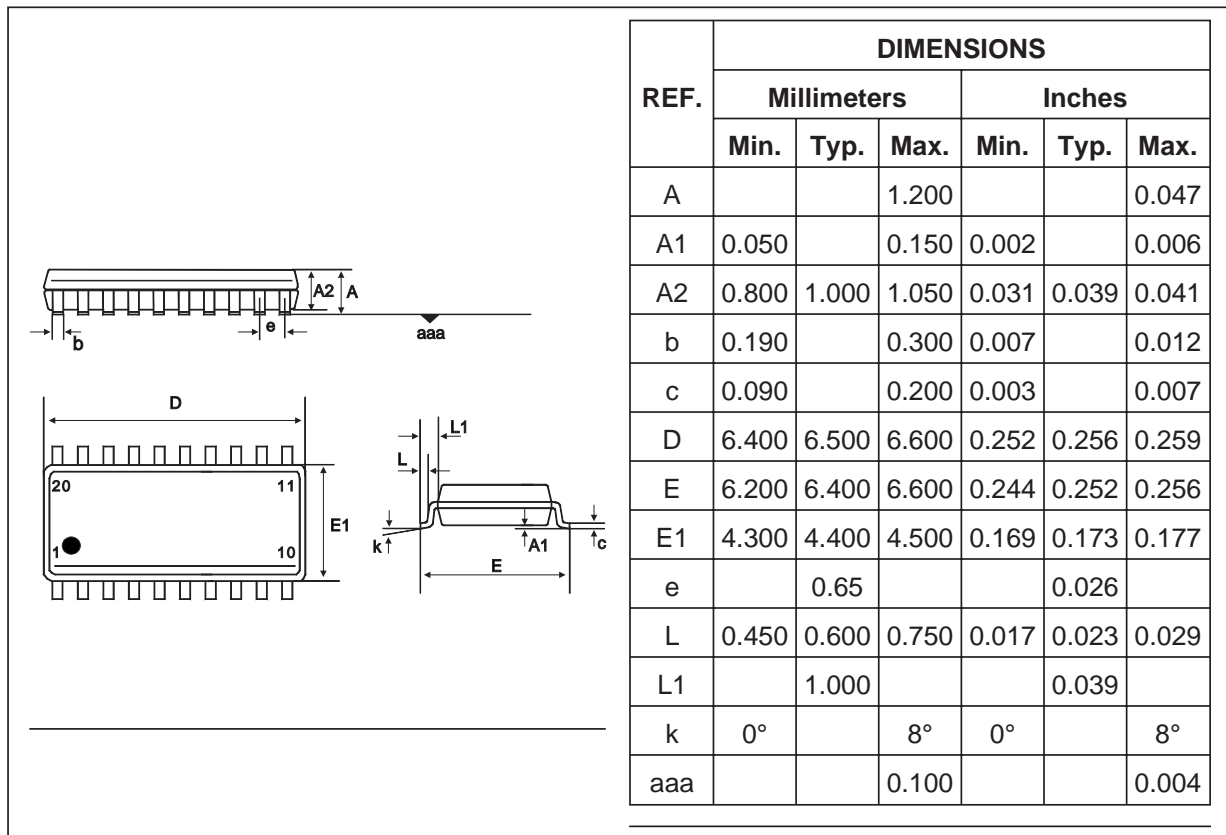 A2 A
b e aaa
D
20 11
1 10
E1
L1
L
k A1 c
E
REF. DIMENSIONS
Millimeters Inches
Min. Typ. Max. Min. Typ. Max.
A 1.200 0.047
A1 0.050 0.150 0.002 0.006
A2 0.800 1.000 1.050 0.031 0.039 0.041
b 0.190 0.300 0.007 0.012
c 0.090 0.200 0.003 0.007
D 6.400 6.500 6.600 0.252 0.256 0.259
E 6.200 6.400 6.600 0.244 0.252 0.256
E1 4.300 4.400 4.500 0.169 0.173 0.177
e 0.65 0.026
L 0.450 0.600 0.750 0.017 0.023 0.029
L1 1.000 0.039
k 0° 8° 0° 8°
aaa 0.100 0.004